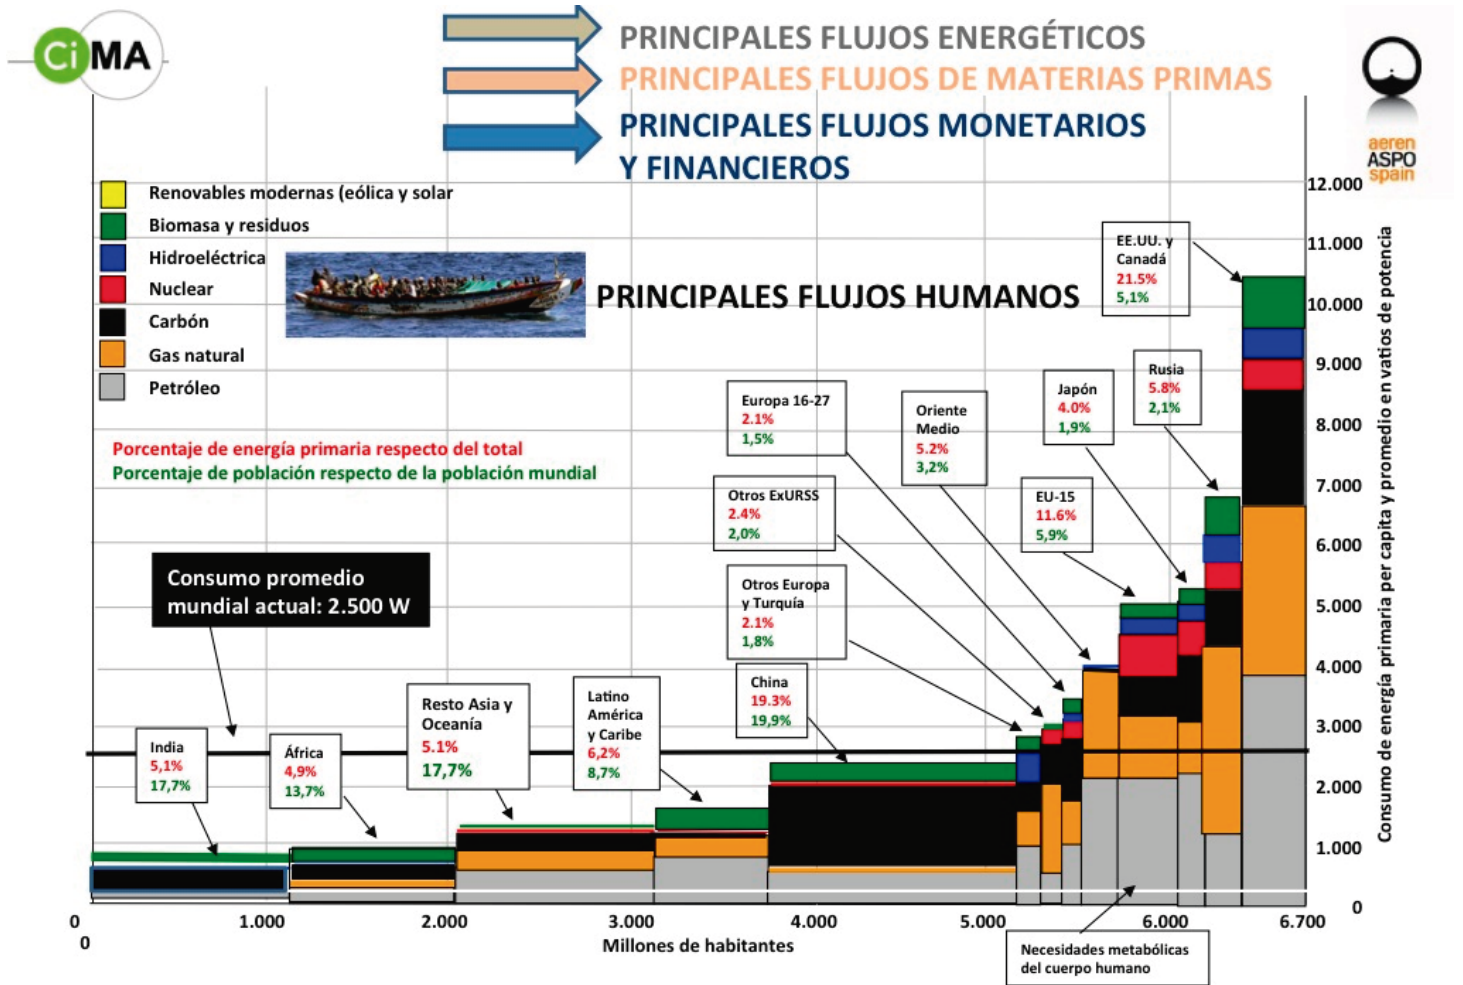 CiMA
PRINCIPALES FLUJOS ENERGÉTICOS
PRINCIPALES FLUJOS DE MATERIAS PRIMAS
PRINCIPALES FLUJOS MONETARIOS
Y FINANCIEROS
aeren
ASPO
spain
Renovables modernas (eólica y solar
Biomasa y residuos
Hidroeléctrica
Nuclear
Carbón
Gas natural
Petróleo
PRINCIPALES FLUJOS HUMANOS
Porcentaje de energía primaria respecto del total
Porcentaje de población respecto de la población mundial
Consumo promedio
mundial actual: 2.500 W
India
5,1%
17,7%
África
4,9%
13,7%
Resto Asia y
Oceanía
5.1%
17,7%
Latino
América
y Caribe
6,2%
8,7%
China
19.3%
19,9%
Otros Europa
y Turquía
2.1%
1,8%
Otros ExURSS
2.4%
2,0%
Europa 16-27
2.1%
1,5%
Oriente
Medio
5.2%
3,2%
EU-15
11.6%
5,9%
Japón
4.0%
1,9%
Rusia
5.8%
2,1%
EE.UU. y
Canadá
21.5%
5,1%
12.000
11.000
10.000
9.000
8.000
7.000
6.000
5.000
4.000
3.000
2.000
1.000
0
Consumo de energía primaria per capita y promedio en vatios de potencia
0
0
1.000
2.000
3.000
4.000
5.000
6.000
6.700
Millones de habitantes
Necesidades metabólicas
del cuerpo humano